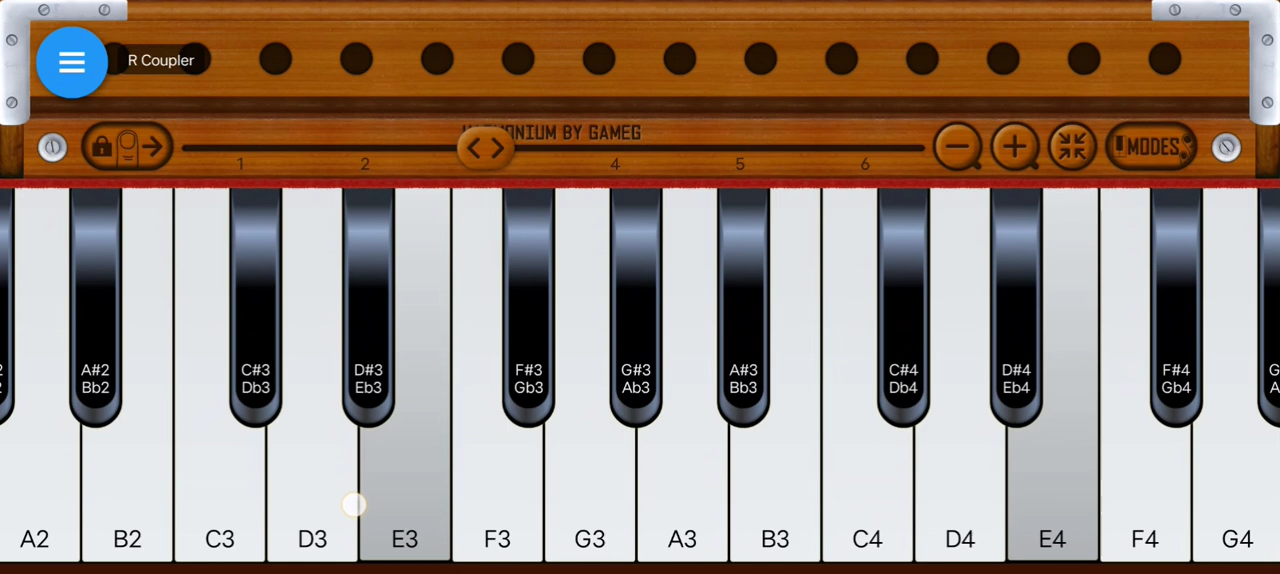 R Coupler
HARMONIUM BY GAMEG
1 2 4 5 6
MODES
A#2 C#3 D#3 F#3 G#3 A#3 C#4 D#4 F#4
Bb2 Db3 Eb3 Gb3 Ab3 Bb3 Db4 Eb4 Gb4
A2 B2 C3 D3 E3 F3 G3 A3 B3 C4 D4 E4 F4 G4